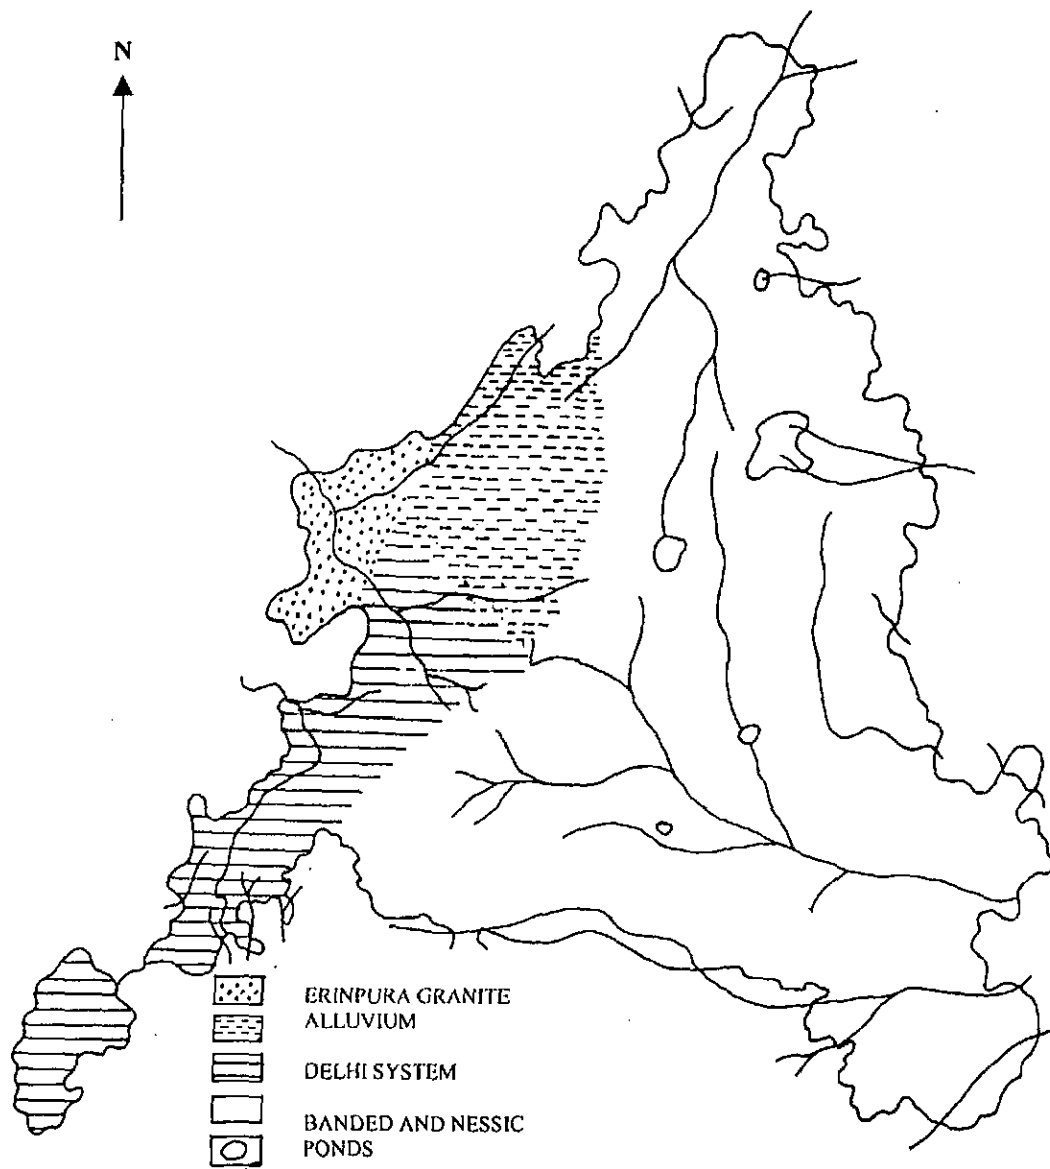 N
ERINPURA GRANITE
ALLUVIUM
DELHI SYSTEM
BANDED AND NESSIC
PONDS